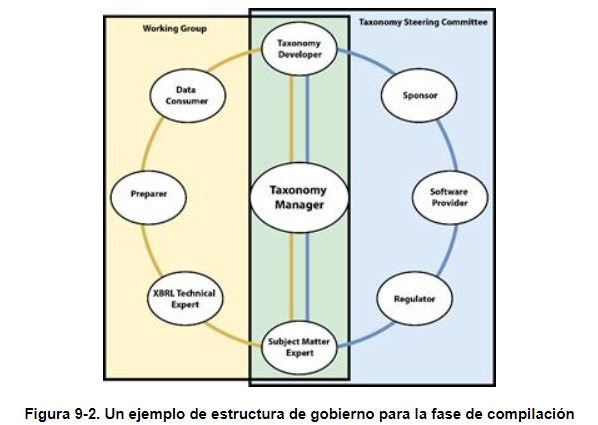 Working Group
Taxonomy Steering Committee
Taxonomy
Developer
Data
Consumer
Sponsor
Preparer
Taxonomy
Manager
Software
Provider
XBRL Technical
Expert
Regulator
Subject Matter
Expert
Figura 9-2. Un ejemplo de estructura de gobierno para la fase de compilación